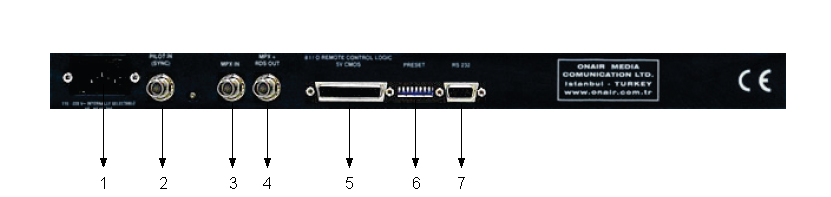 PILOT IN
(SYNC)
MPX IN
MPX +
RDS OUT
REMOTE CONTROL LOGIC
5V CMOS
PRESET
RS 232
ONAIR MEDIA
COMUNICATION LTD.
Istanbul - TURKEY
www.onair.com.tr
CE
1
2
3
4
5
6
7